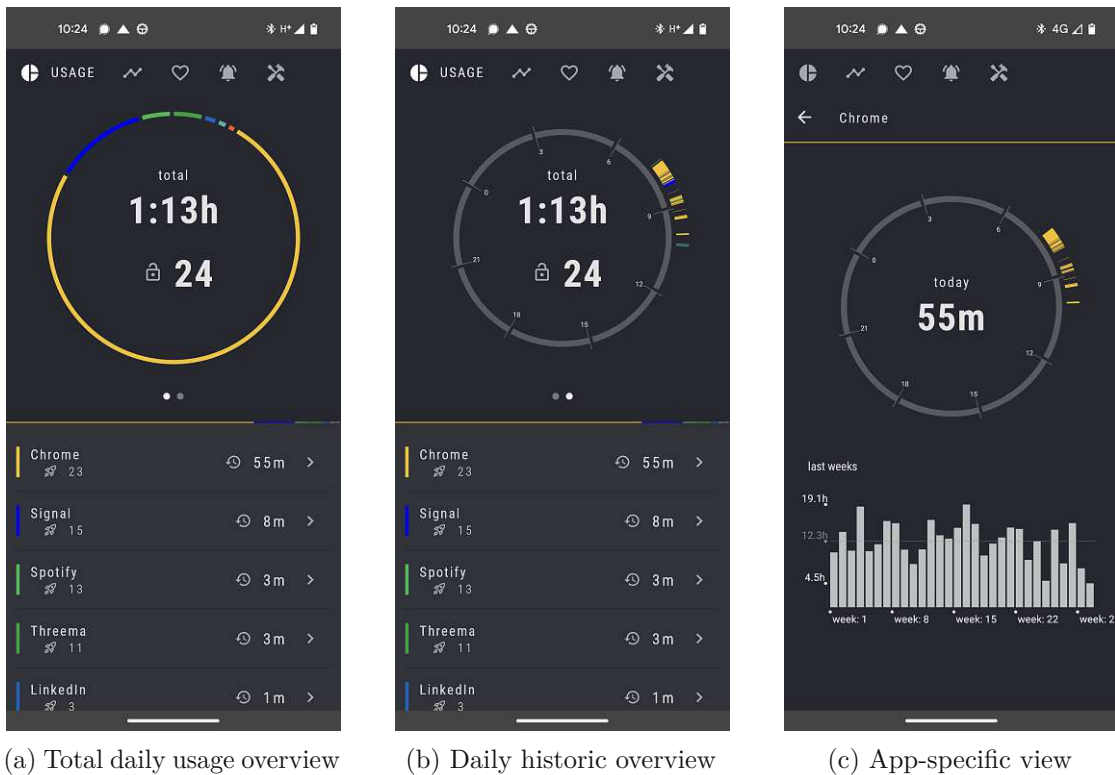 10:24 H+
USAGE
total
1:13h
24
Chrome
23 55m
Signal
15 8m
Spotify
13 3m
Threema
11 3m
LinkedIn
3 1m
(a) Total daily usage overview
10:24 H+
USAGE
0 3 6 9 12 15 18 21
total
1:13h
24
Chrome
23 55m
Signal
15 8m
Spotify
13 3m
Threema
11 3m
LinkedIn
3 1m
(b) Daily historic overview
10:24 4G
Chrome
0 3 6 9 12 15 18 21
today
55m
last weeks
19.1h
12.3h
4.5h
week: 1 week: 8 week: 15 week: 22 week: 2
(c) App-specific view